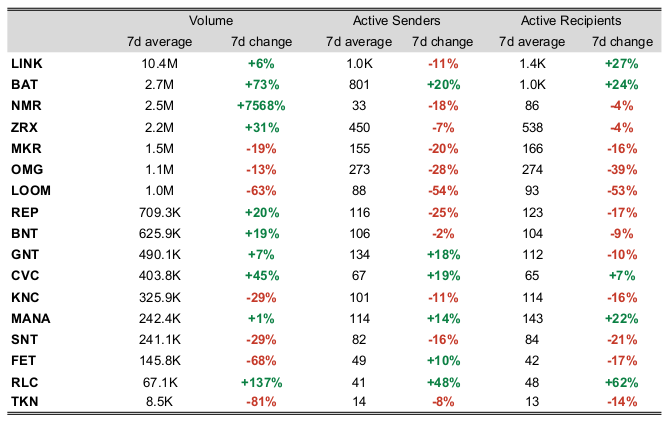 Volume Active Senders Active Recipients
7d average 7d change 7d average 7d change 7d average 7d change
LINK 10.4M +6% 1.0K -11% 1.4K +27%
BAT 2.7M +73% 801 +20% 1.0K +24%
NMR 2.5M +7568% 33 -18% 86 -4%
ZRX 2.2M +31% 450 -7% 538 -4%
MKR 1.5M -19% 155 -20% 166 -16%
OMG 1.1M -13% 273 -28% 274 -39%
LOOM 1.0M -63% 88 -54% 93 -53%
REP 709.3K +20% 116 -25% 123 -17%
BNT 625.9K +19% 106 -2% 104 -9%
GNT 490.1K +7% 134 +18% 112 -10%
CVC 403.8K +45% 67 +19% 65 +7%
KNC 325.9K -29% 101 -11% 114 -16%
MANA 242.4K +1% 114 +14% 143 +22%
SNT 241.1K -29% 82 -16% 84 -21%
FET 145.8K -68% 49 +10% 42 -17%
RLC 67.1K +137% 41 +48% 48 +62%
TKN 8.5K -81% 14 -8% 13 -14%